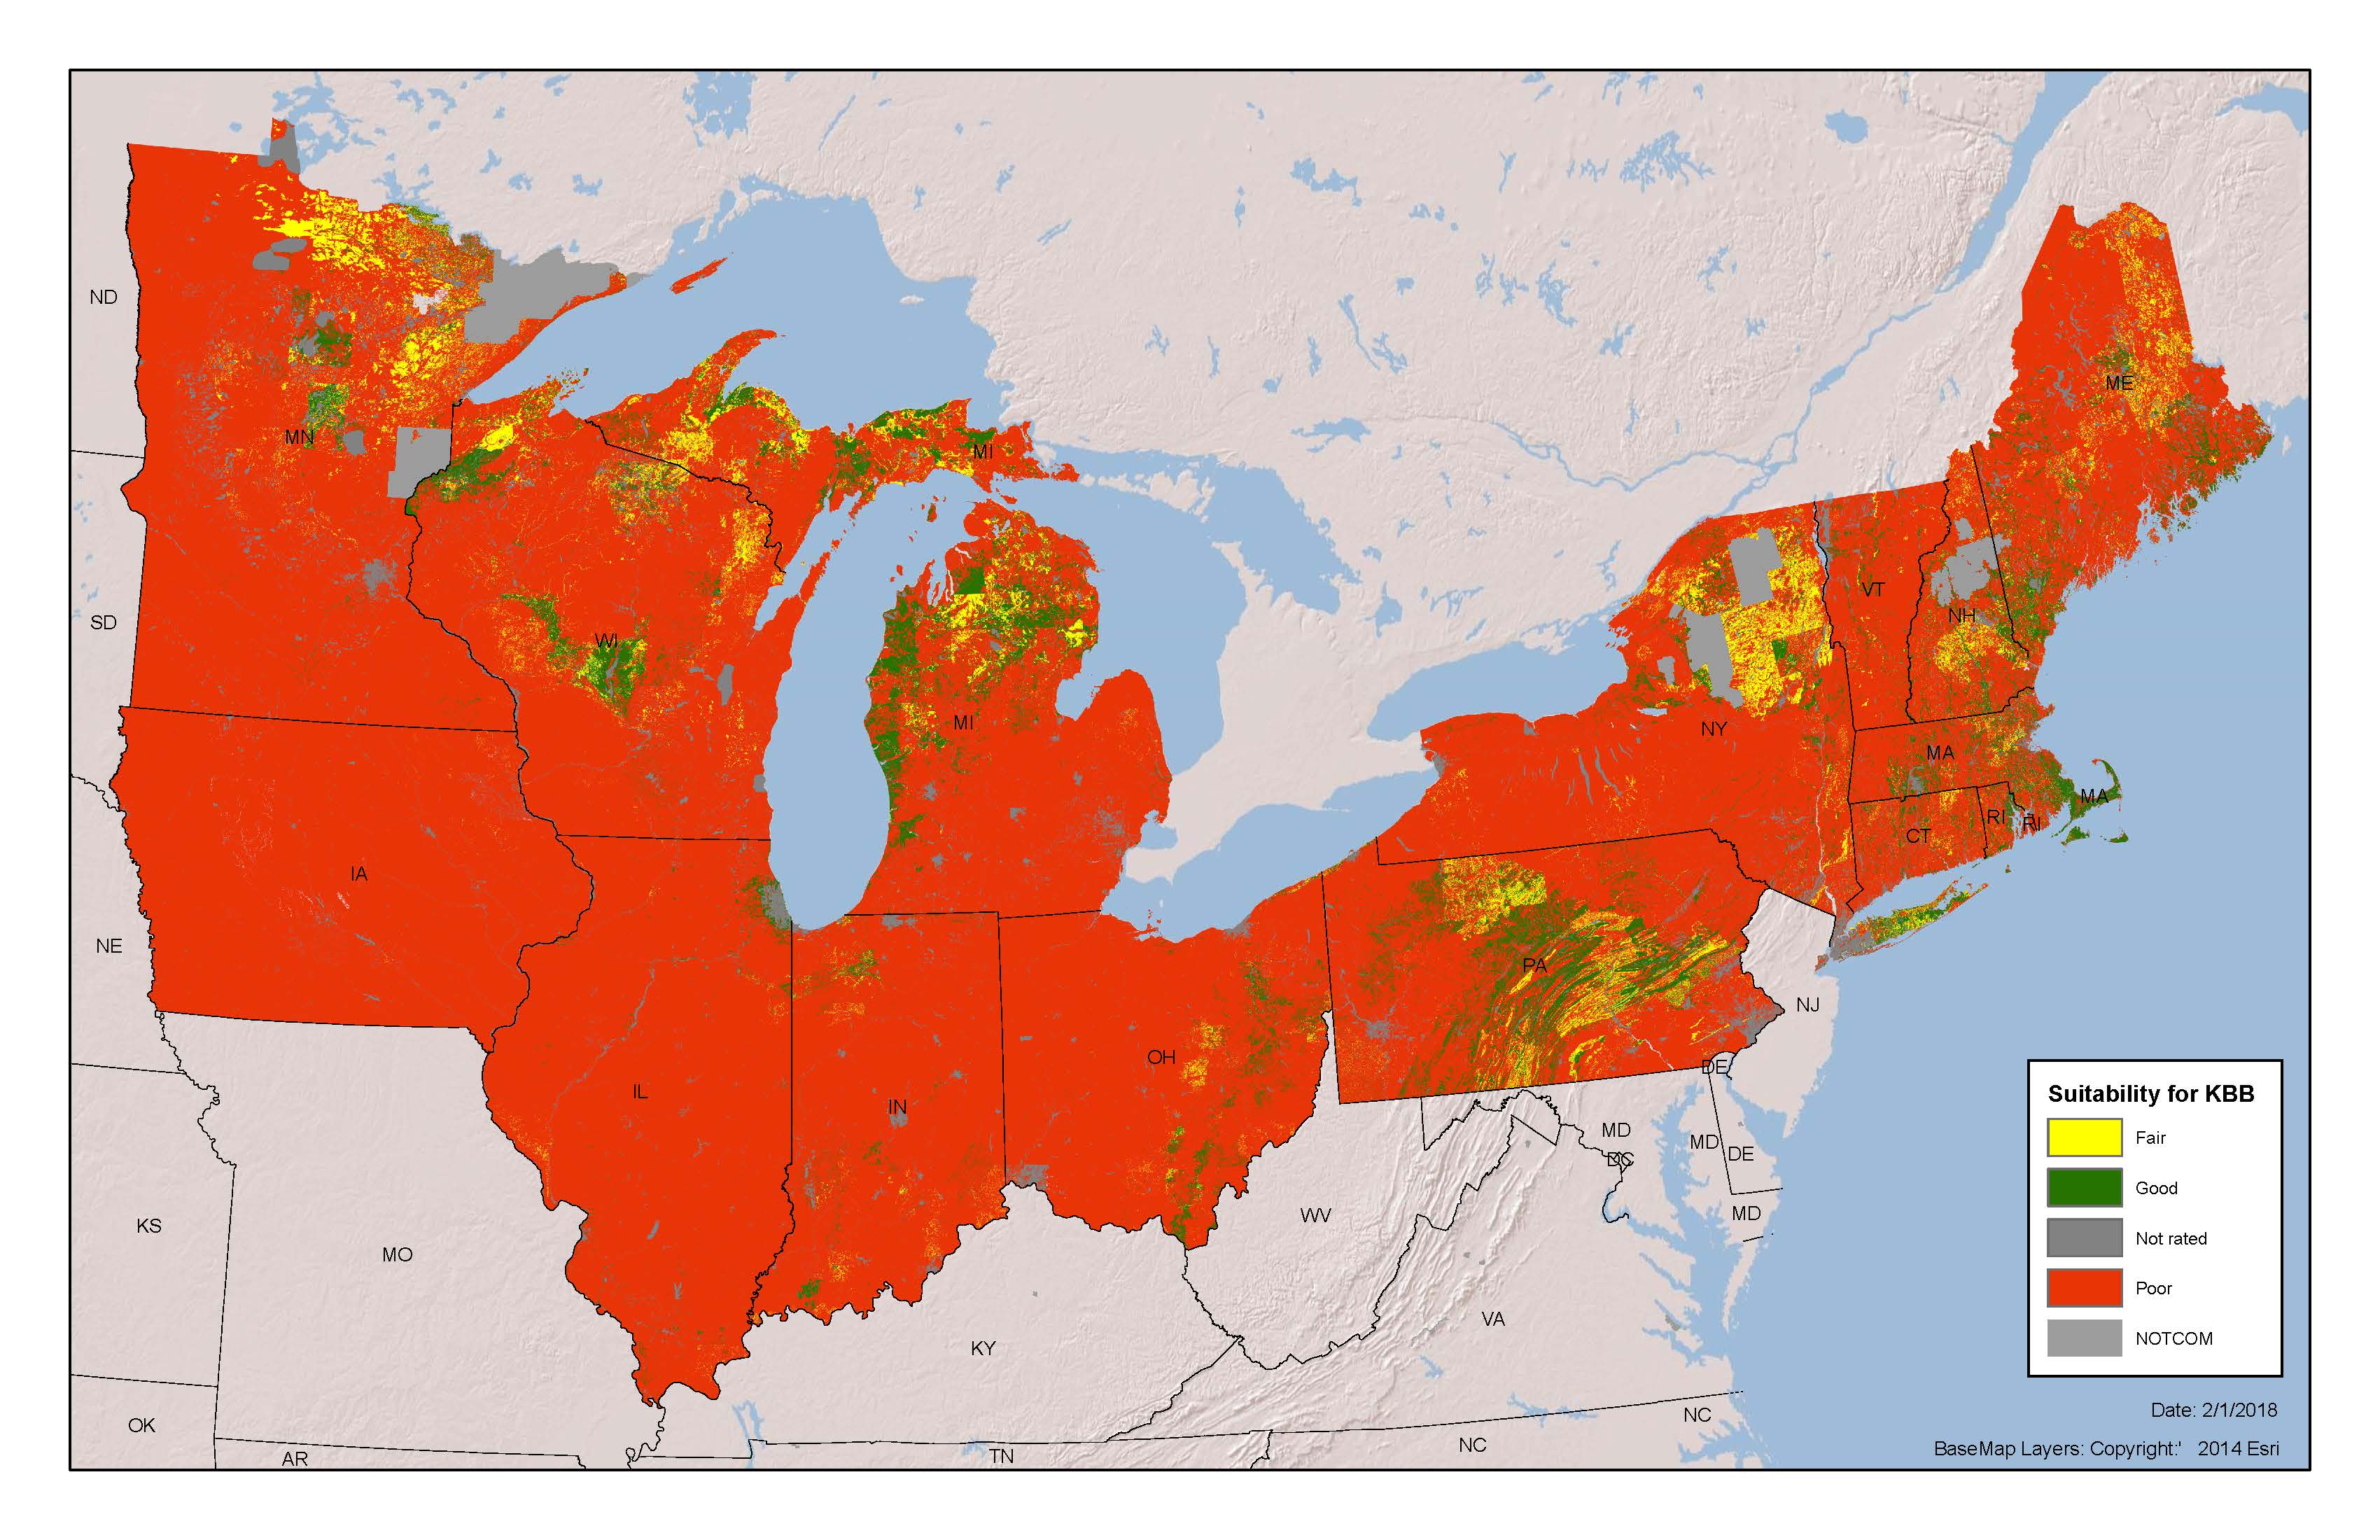 ND
MN
SD
WI
MI
MI
ME
VT
NH
NY
MA
MA
CT
RI
RI
IA
NE
PA
NJ
OH
DE
IL
IN
MD
MD
DE
DC
MD
KS
MO
WV
KY
VA
OK
AR
TN
NC
NC
Suitability for KBB
Fair
Good
Not rated
Poor
NOTCOM
Date: 2/1/2018
BaseMap Layers: Copyright:' 2014 Esri